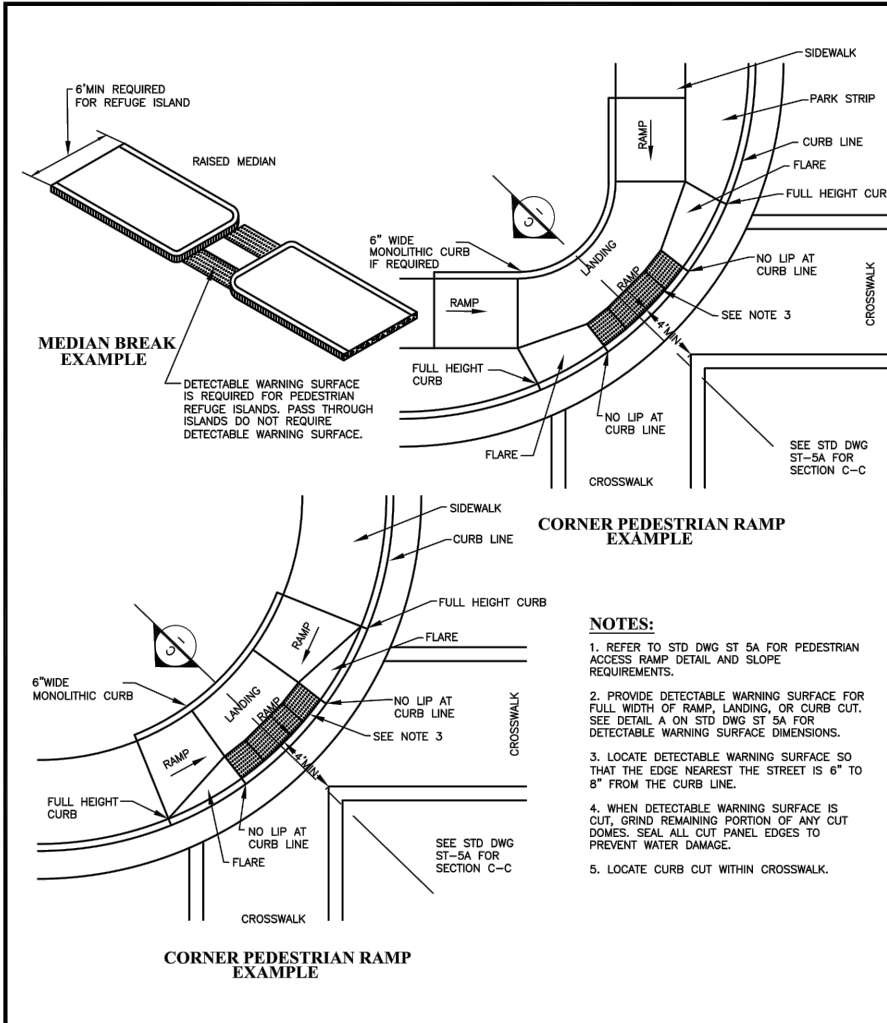 6'MIN REQUIRED
FOR REFUGE ISLAND
RAISED MEDIAN
MEDIAN BREAK
EXAMPLE
DETECTABLE WARNING SURFACE
IS REQUIRED FOR PEDESTRIAN
REFUGE ISLANDS. PASS THROUGH
ISLANDS DO NOT REQUIRE
DETECTABLE WARNING SURFACE.
SIDEWALK
PARK STRIP
CURB LINE
FLARE
FULL HEIGHT CUR
RAMP
C
6" WIDE
MONOLITHIC CURB
IF REQUIRED
LANDING
RAMP
NO LIP AT
CURB LINE
CROSSWALK
RAMP
SEE NOTE 3
4'MIN
FULL HEIGHT
CURB
NO LIP AT
CURB LINE
FLARE
SEE STD DWG
ST-5A FOR
SECTION C-C
CROSSWALK
CORNER PEDESTRIAN RAMP
EXAMPLE
SIDEWALK
CURB LINE
FULL HEIGHT CURB
RAMP
FLARE
C
6"WIDE
MONOLITHIC CURB
LANDING
RAMP
NO LIP AT
CURB LINE
CROSSWALK
SEE NOTE 3
RAMP
4'MIN
FULL HEIGHT
CURB
NO LIP AT
CURB LINE
FLARE
SEE STD DWG
ST-5A FOR
SECTION C-C
CROSSWALK
CORNER PEDESTRIAN RAMP
EXAMPLE
NOTES:
1. REFER TO STD DWG ST 5A FOR PEDESTRIAN
ACCESS RAMP DETAIL AND SLOPE
REQUIREMENTS.
2. PROVIDE DETECTABLE WARNING SURFACE FOR
FULL WIDTH OF RAMP, LANDING, OR CURB CUT.
SEE DETAIL A ON STD DWG ST 5A FOR
DETECTABLE WARNING SURFACE DIMENSIONS.
3. LOCATE DETECTABLE WARNING SURFACE SO
THAT THE EDGE NEAREST THE STREET IS 6" TO
8" FROM THE CURB LINE.
4. WHEN DETECTABLE WARNING SURFACE IS
CUT, GRIND REMAINING PORTION OF ANY CUT
DOMES. SEAL ALL CUT PANEL EDGES TO
PREVENT WATER DAMAGE.
5. LOCATE CURB CUT WITHIN CROSSWALK.